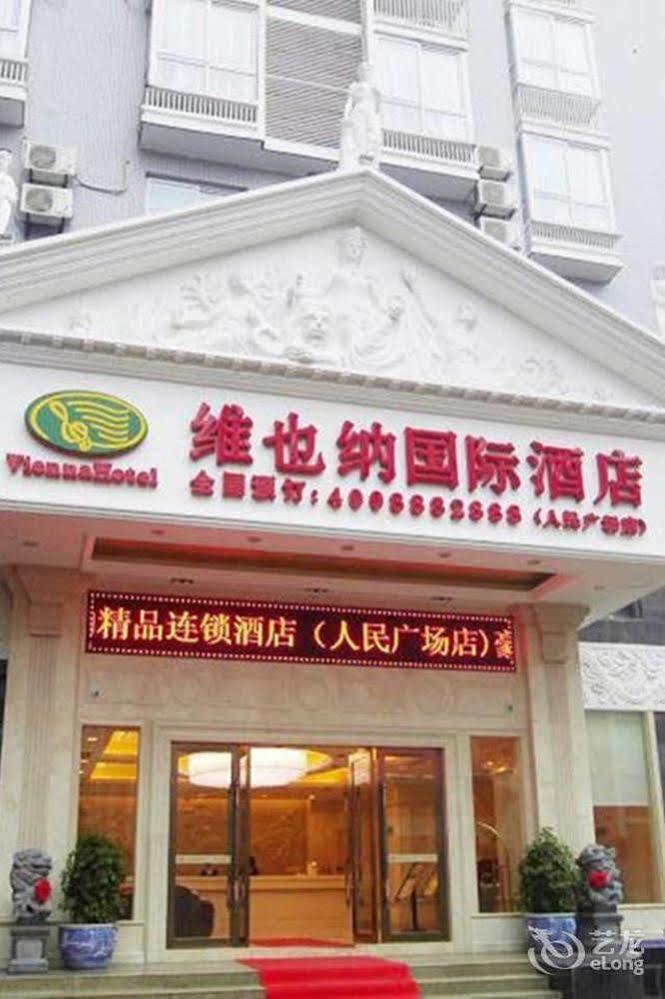 维也纳国际酒店
ViennaHotel
全国预订:4008882888(人民广场店)
精品连锁酒店(人民广场店)
艺龙
eLong